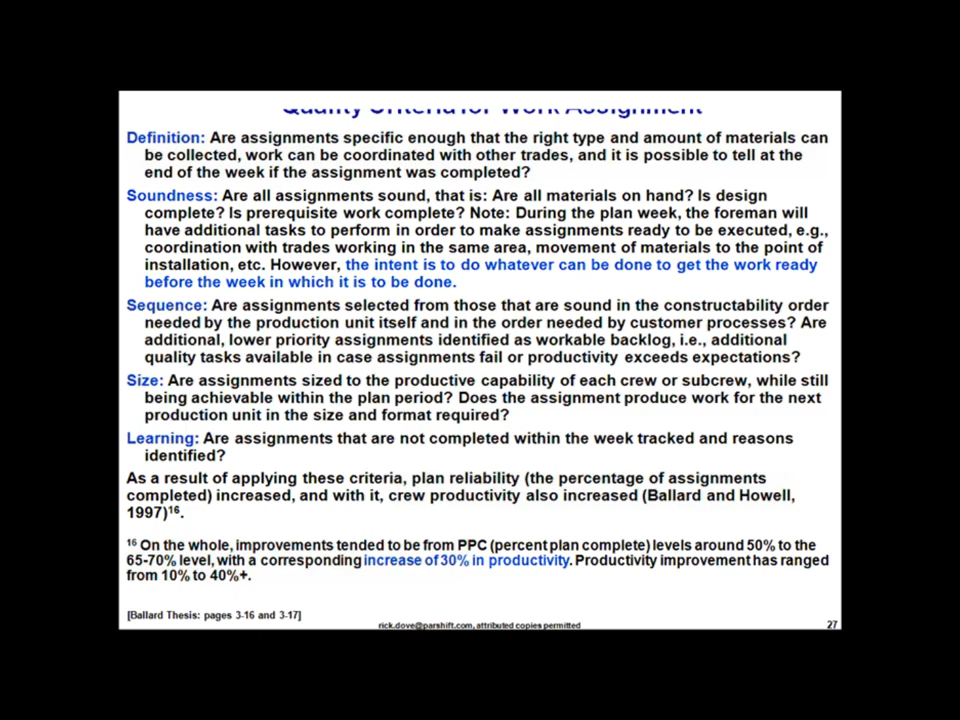 Quality Criteria for Work Assignment
Definition: Are assignments specific enough that the right type and amount of materials can
be collected, work can be coordinated with other trades, and it is possible to tell at the
end of the week if the assignment was completed?
Soundness: Are all assignments sound, that is: Are all materials on hand? Is design
complete? Is prerequisite work complete? Note: During the plan week, the foreman will
have additional tasks to perform in order to make assignments ready to be executed, e.g.,
coordination with trades working in the same area, movement of materials to the point of
installation, etc. However, the intent is to do whatever can be done to get the work ready
before the week in which it is to be done.
Sequence: Are assignments selected from those that are sound in the constructability order
needed by the production unit itself and in the order needed by customer processes? Are
additional, lower priority assignments identified as workable backlog, i.e., additional
quality tasks available in case assignments fail or productivity exceeds expectations?
Size: Are assignments sized to the productive capability of each crew or subcrew, while still
being achievable within the plan period? Does the assignment produce work for the next
production unit in the size and format required?
Learning: Are assignments that are not completed within the week tracked and reasons
identified?
As a result of applying these criteria, plan reliability (the percentage of assignments
completed) increased, and with it, crew productivity also increased (Ballard and Howell,
1997)16.
16 On the whole, improvements tended to be from PPC (percent plan complete) levels around 50% to the
65-70% level, with a corresponding increase of 30% in productivity. Productivity improvement has ranged
from 10% to 40%+.
[Ballard Thesis: pages 3-16 and 3-17]
rick.dove@parshift.com, attributed copies permitted
27